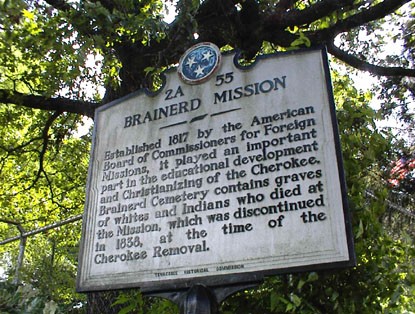 2A 55
BRAINERD MISSION
Established 1817 by the American
Board of Commissioners for Foreign
Missions, it played an important
part in the educational development
and Christianizing of the Cherokee.
Brainerd Cemetery contains graves
of whites and Indians who died at
the Mission, which was discontinued
in 1838, at the time of the
Cherokee Removal.
TENNESSEE HISTORICAL COMMISSION